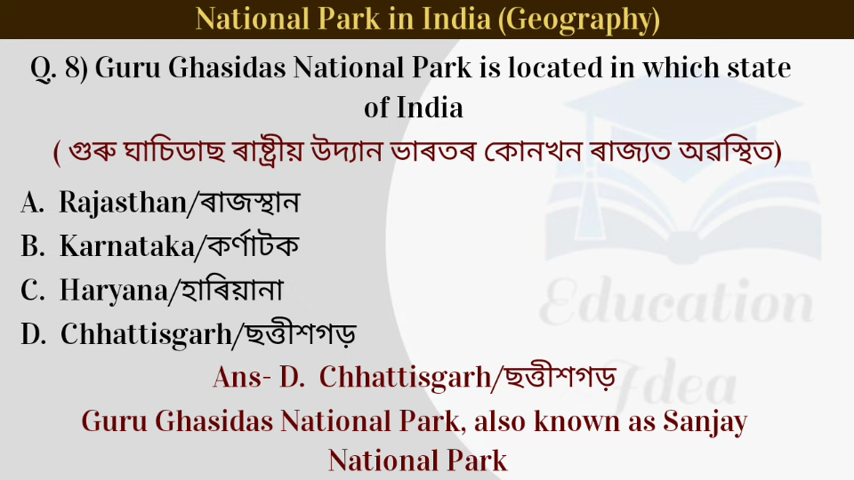 National Park in India (Geography)
Q. 8) Guru Ghasidas National Park is located in which state
of India
( গুৰু ঘাচিডাছ ৰাষ্ট্ৰীয় উদ্যান ভাৰতৰ কোনখন ৰাজ্যত অৱস্থিত)
A. Rajasthan/ৰাজস্থান
B. Karnataka/কৰ্ণাটক
C. Haryana/হাৰিয়ানা
D. Chhattisgarh/ছত্তীশগড়
Education
Idea
Ans- D. Chhattisgarh/ছত্তীশগড়
Guru Ghasidas National Park, also known as Sanjay
National Park